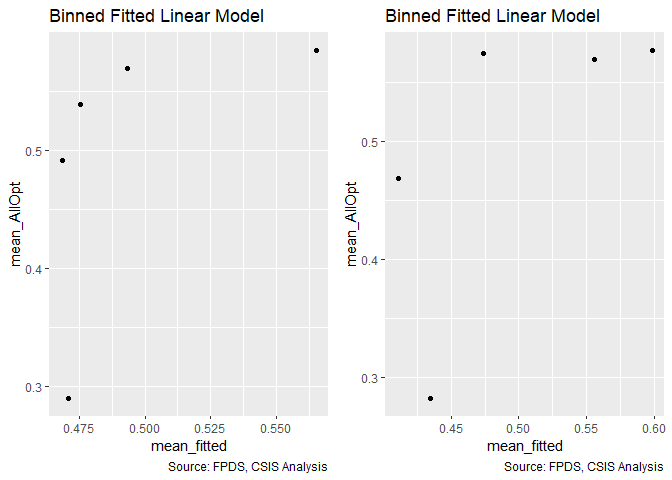 Binned Fitted Linear Model
mean_AllOpt
0.5
0.4
0.3
0.475
0.500
0.525
0.550
mean_fitted
Source: FPDS, CSIS Analysis
Binned Fitted Linear Model
mean_AllOpt
0.5
0.4
0.3
0.45
0.50
0.55
0.60
mean_fitted
Source: FPDS, CSIS Analysis